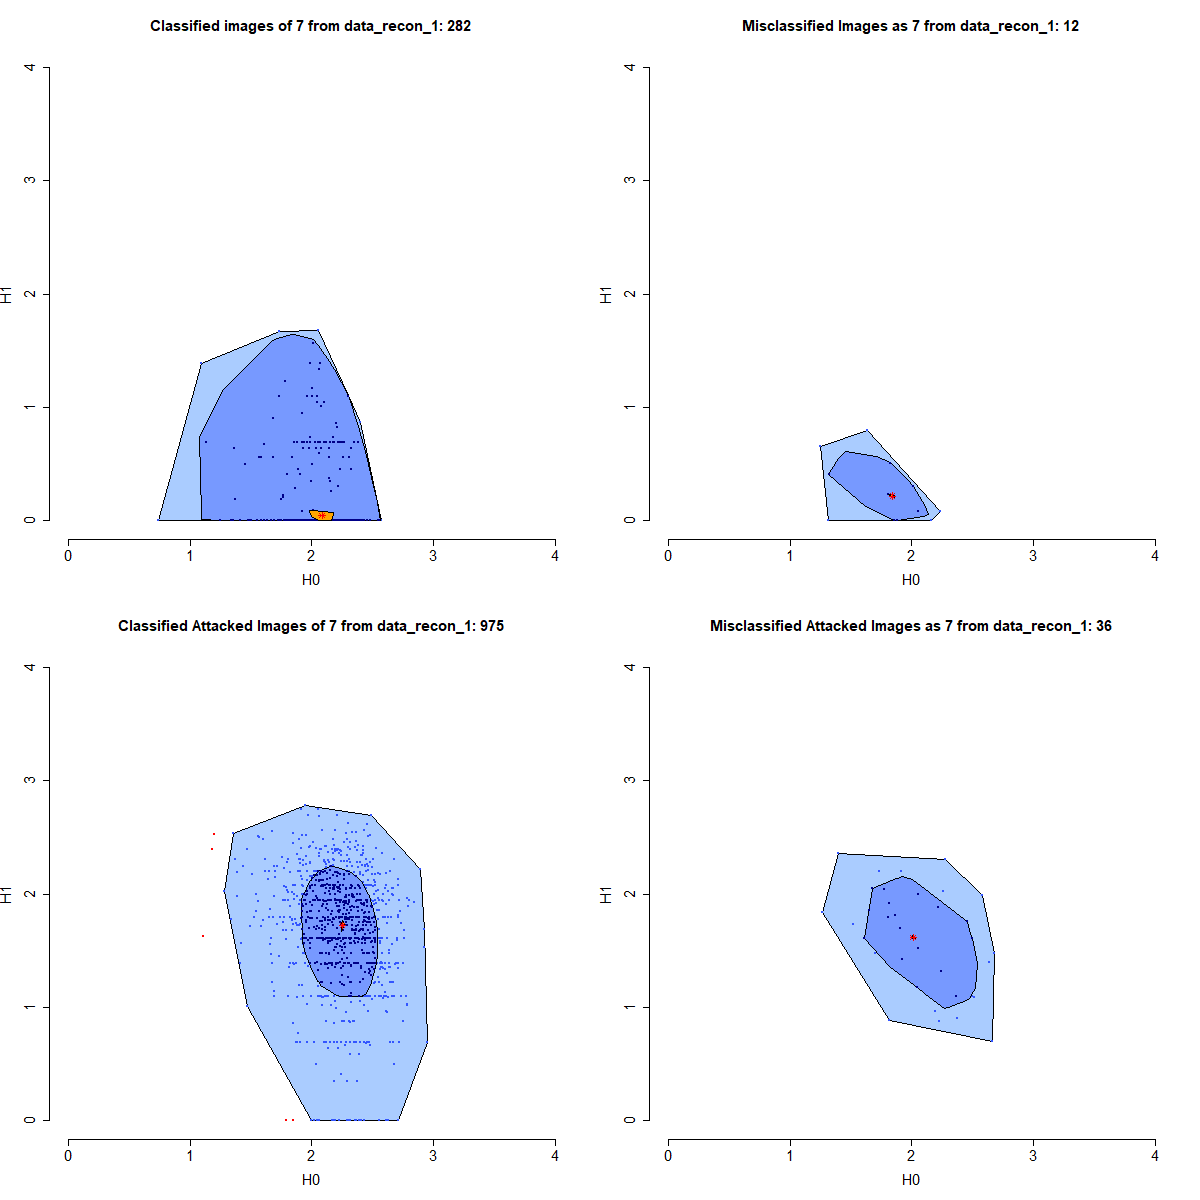 Classified images of 7 from data_recon_1: 282
4
3
2
1
0
H1
0 1 2 3 4
H0
Misclassified Images as 7 from data_recon_1: 12
4
3
2
1
0
H1
0 1 2 3 4
H0
Classified Attacked Images of 7 from data_recon_1: 975
4
3
2
1
0
H1
0 1 2 3 4
H0
Misclassified Attacked Images as 7 from data_recon_1: 36
4
3
2
1
0
H1
0 1 2 3 4
H0